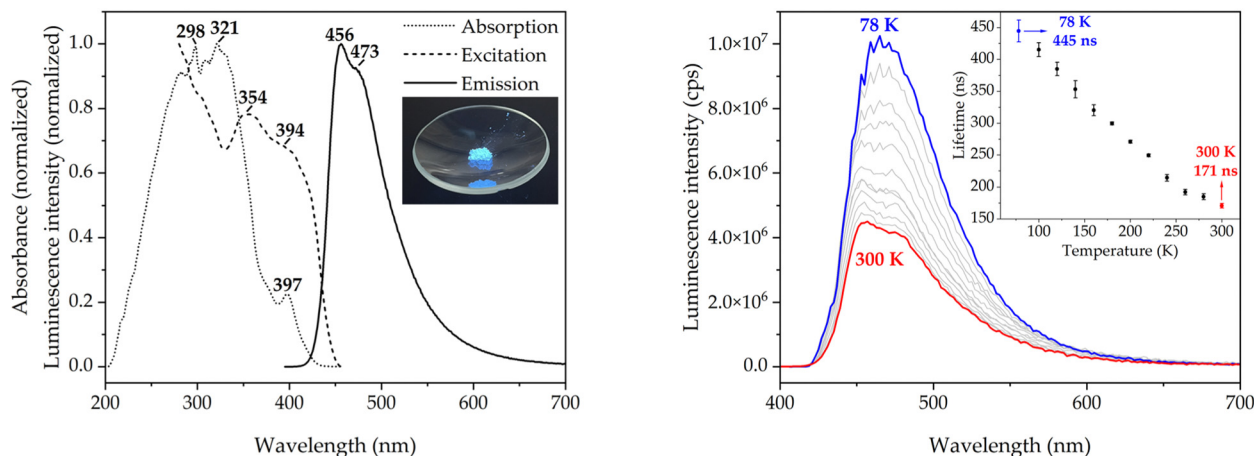 Absorbance (normalized)
Luminescence intensity (normalized)
1.0
0.8
0.6
0.4
0.2
0.0
298
321
354
394
397
456
473
Absorption
Excitation
Emission
200 300 400 500 600 700
Wavelength (nm)
Luminescence intensity (cps)
1.0×10⁷
8.0×10⁶
6.0×10⁶
4.0×10⁶
2.0×10⁶
0.0
78 K
300 K
400 500 600 700
Wavelength (nm)
Lifetime (ns)
450
400
350
300
250
200
150
78 K
445 ns
300 K
171 ns
100 150 200 250 300
Temperature (K)